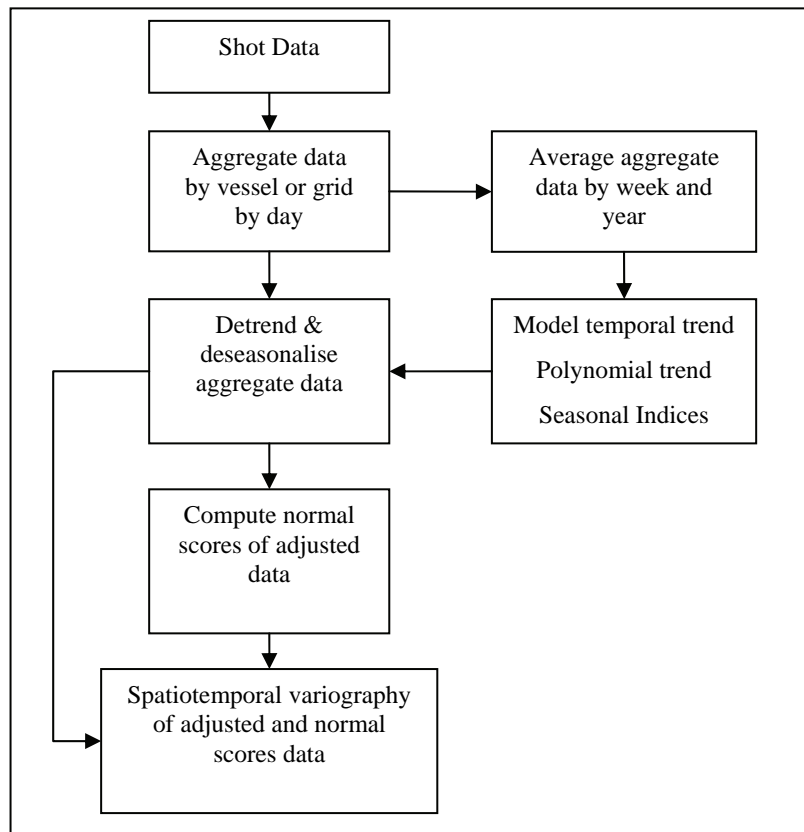 Shot Data
Aggregate data
by vessel or grid
by day
Average aggregate
data by week and
year
Detrend &
deseasonalise
aggregate data
Model temporal trend
Polynomial trend
Seasonal Indices
Compute normal
scores of adjusted
data
Spatiotemporal variography
of adjusted and normal
scores data